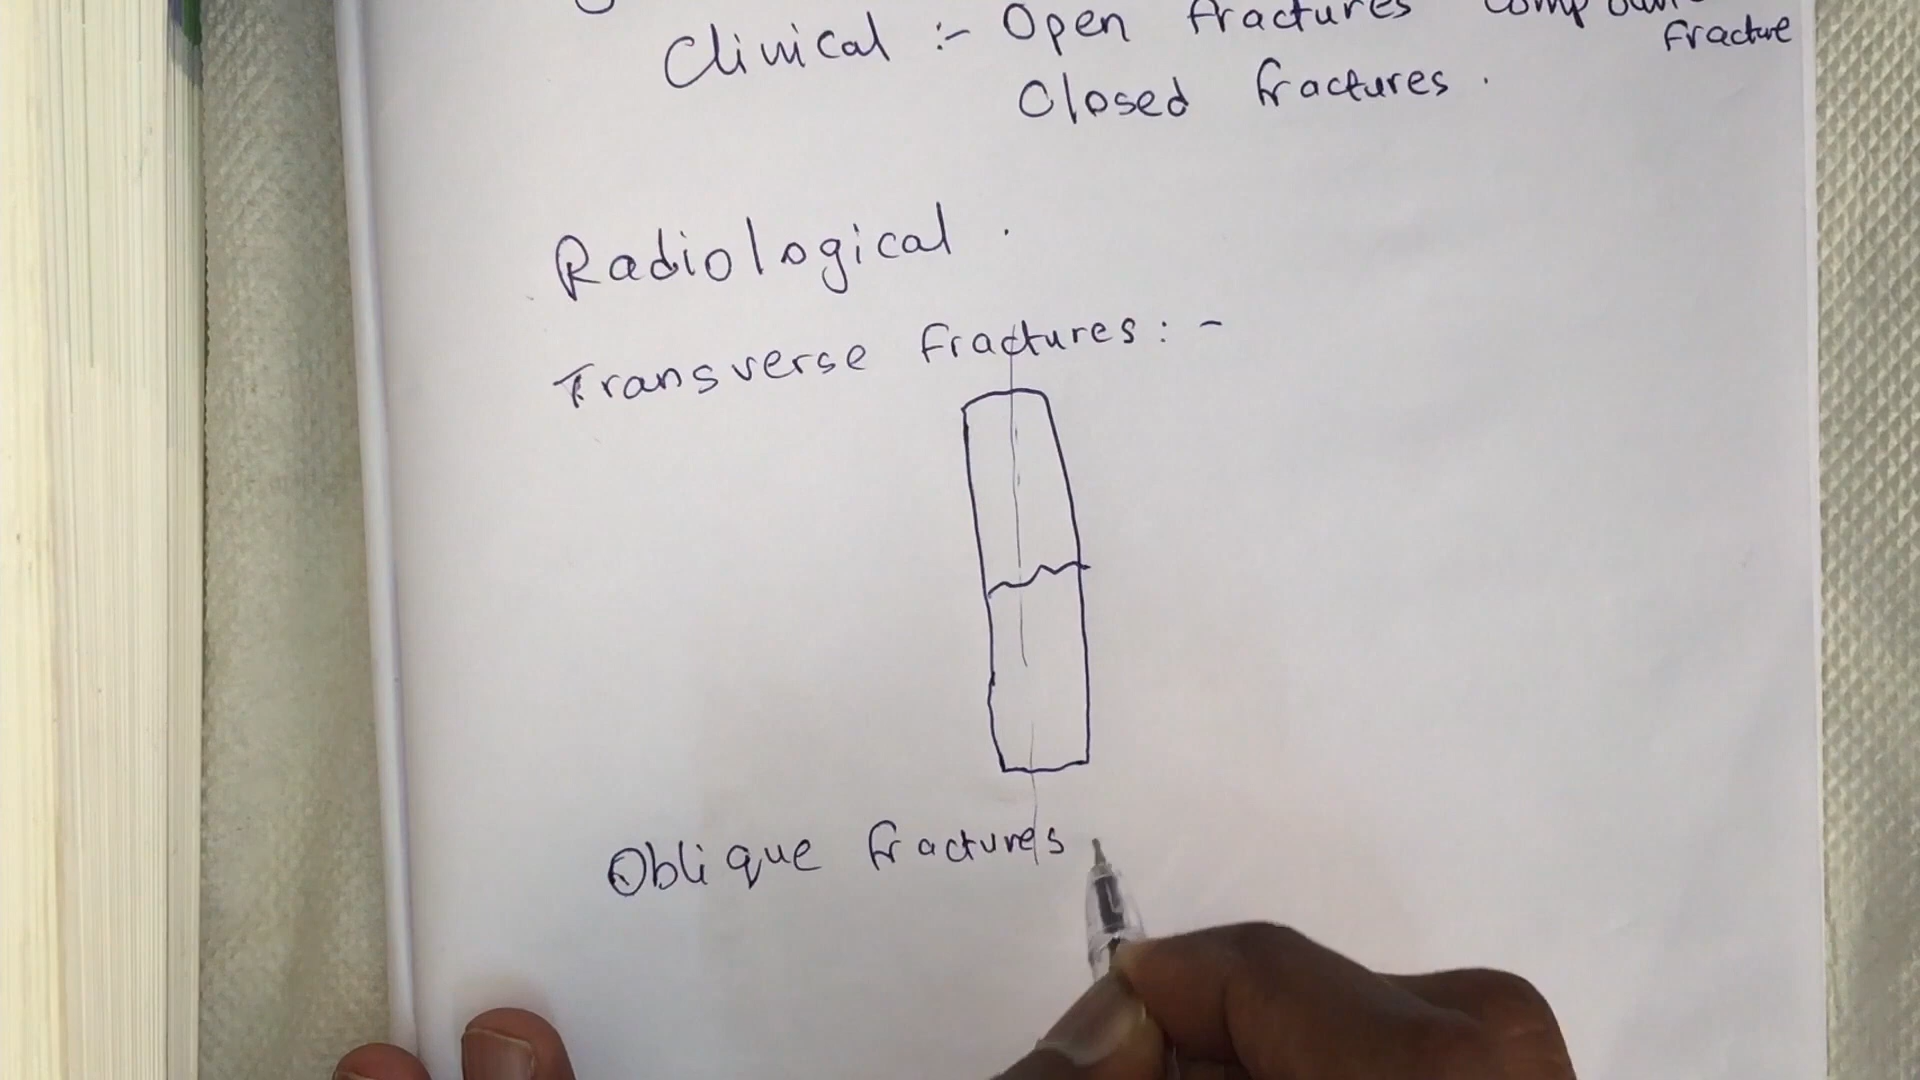 Clinical :- Open fractures
fracture
Closed fractures .
Radiological .
Transverse fractures : -
Oblique fractures